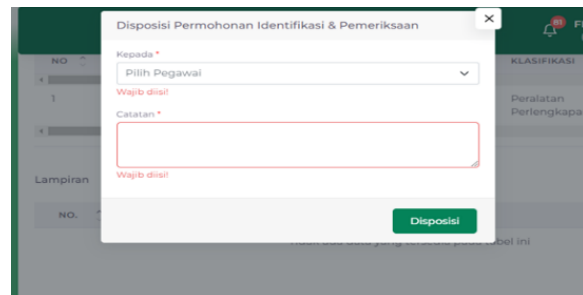 Disposisi Permohonan Identifikasi & Pemeriksaan
×
81
NO
KLASIFIKASI
Kepada *
Pilih Pegawai
Wajib diisi!
1
Peralatan
Catatan *
Wajib diisi!
Lampiran
NO.
Disposisi